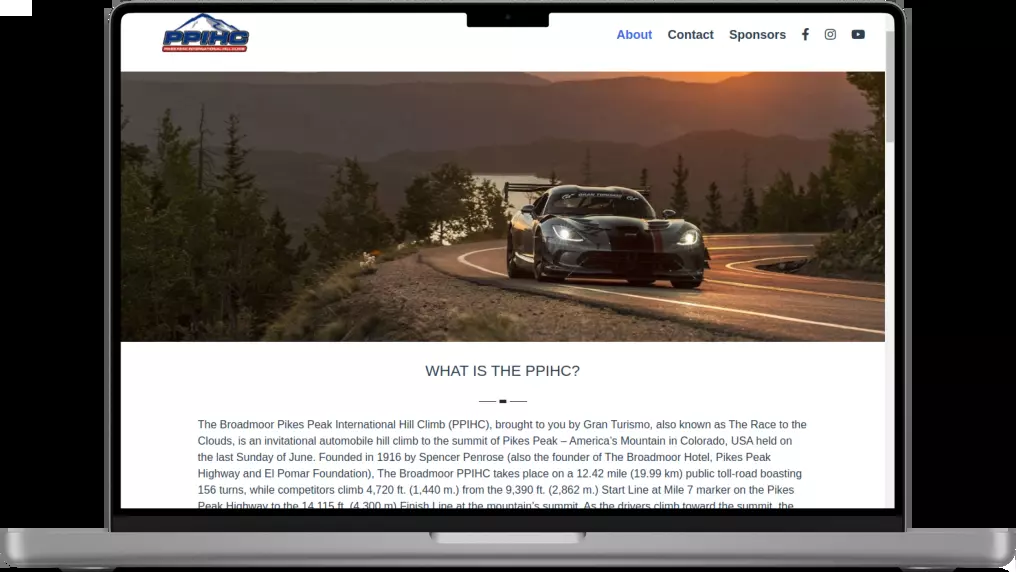 PPIHC
PIKES PEAK INTERNATIONAL HILL CLIMB
About Contact Sponsors
GRAN TURISMO
WHAT IS THE PPIHC?
The Broadmoor Pikes Peak International Hill Climb (PPIHC), brought to you by Gran Turismo, also known as The Race to the
Clouds, is an invitational automobile hill climb to the summit of Pikes Peak – America's Mountain in Colorado, USA held on
the last Sunday of June. Founded in 1916 by Spencer Penrose (also the founder of The Broadmoor Hotel, Pikes Peak
Highway and El Pomar Foundation), The Broadmoor PPIHC takes place on a 12.42 mile (19.99 km) public toll-road boasting
156 turns, while competitors climb 4,720 ft. (1,440 m.) from the 9,390 ft. (2,862 m.) Start Line at Mile 7 marker on the Pikes
Peak Highway to the 14,115 ft. (4,300 m) Finish Line at the mountain's summit. As the drivers climb toward the summit, the